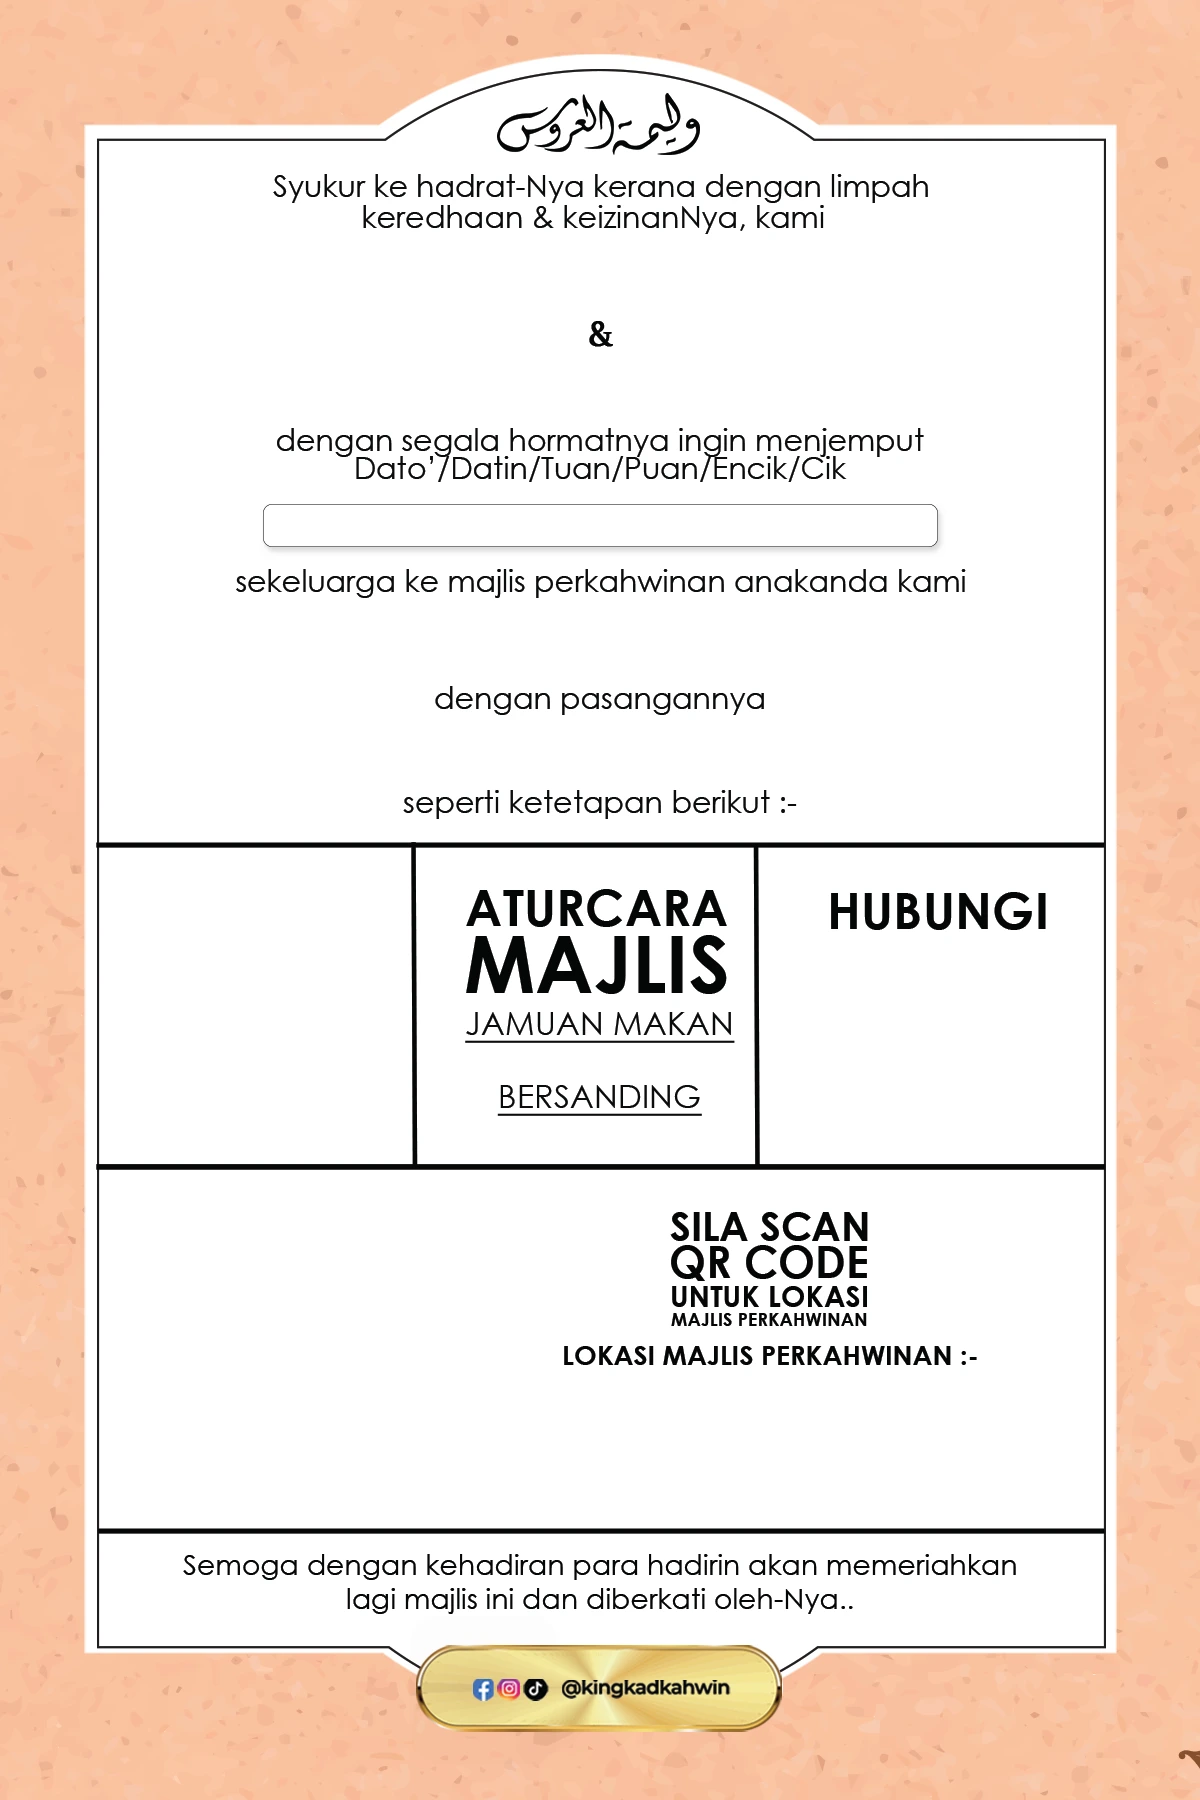 وليمة العروس
Syukur ke hadrat-Nya kerana dengan limpah
keredhaan & keizinanNya, kami
&
dengan segala hormatnya ingin menjemput
Dato'/Datin/Tuan/Puan/Encik/Cik
sekeluarga ke majlis perkahwinan anakanda kami
dengan pasangannya
seperti ketetapan berikut :-
ATURCARA
MAJLIS
JAMUAN MAKAN
BERSANDING
HUBUNGI
SILA SCAN
QR CODE
UNTUK LOKASI
MAJLIS PERKAHWINAN
LOKASI MAJLIS PERKAHWINAN :-
Semoga dengan kehadiran para hadirin akan memeriahkan
lagi majlis ini dan diberkati oleh-Nya..
@kingkadkahwin